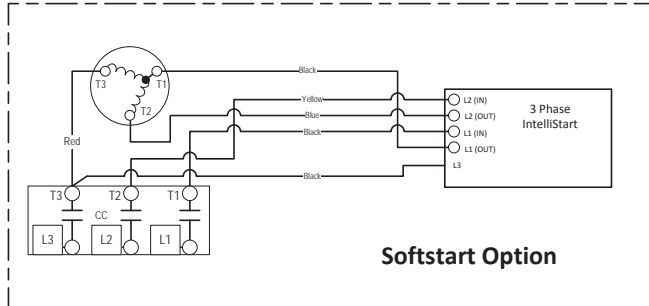 T3
T1
T2
Black
Yellow
Blue
Black
Red
Black
L2 (IN)
L2 (OUT)
L1 (IN)
L1 (OUT)
L3
3 Phase
IntelliStart
T3
T2
T1
CC
L3
L2
L1
Softstart Option